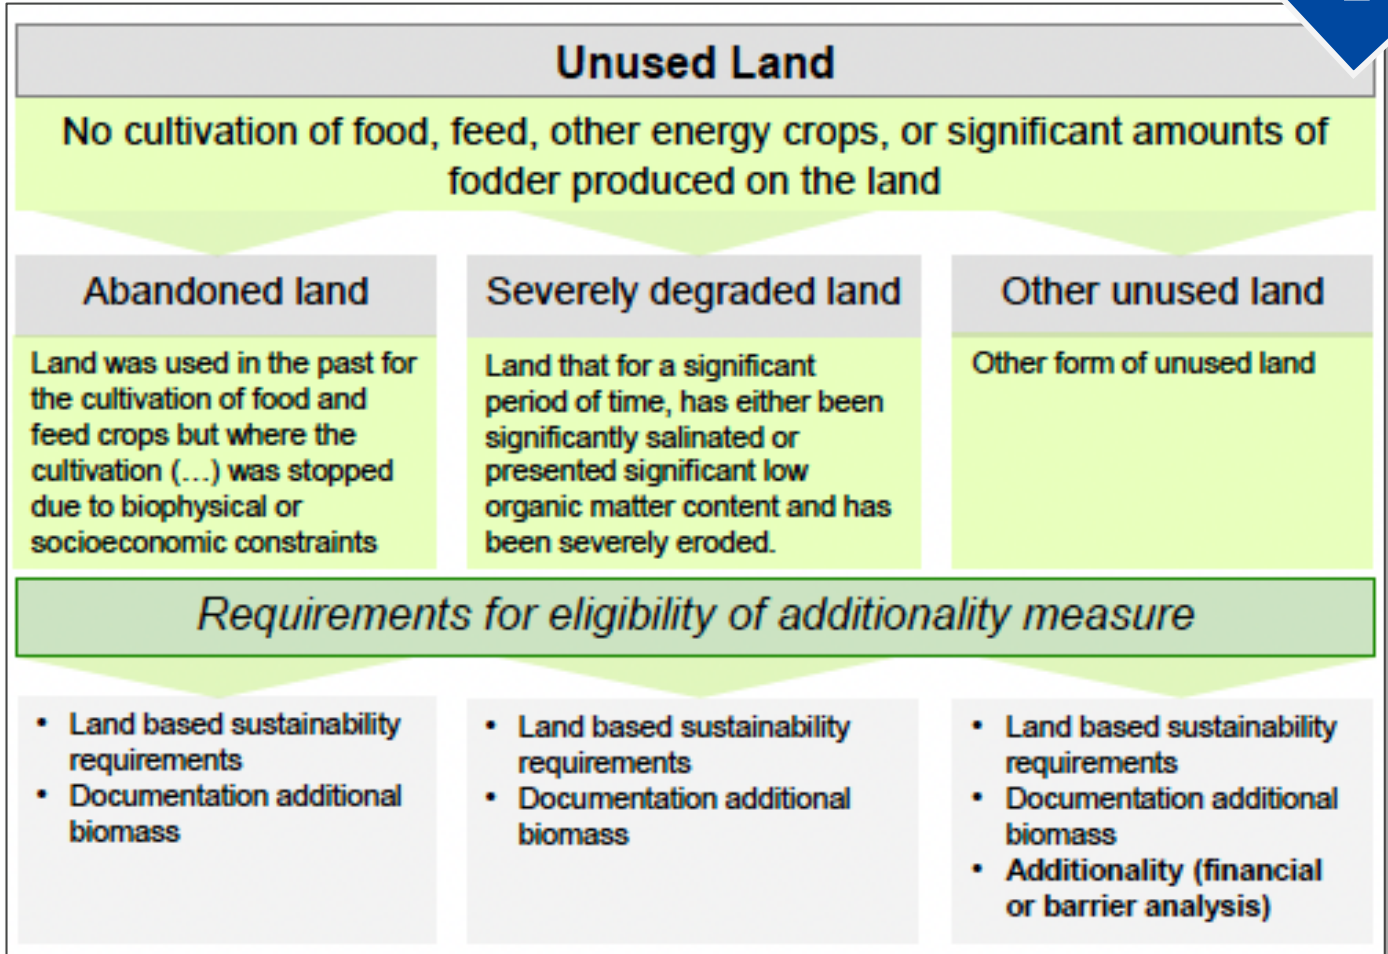 Unused Land
No cultivation of food, feed, other energy crops, or significant amounts of
fodder produced on the land
Abandoned land
Land was used in the past for
the cultivation of food and
feed crops but where the
cultivation (...) was stopped
due to biophysical or
socioeconomic constraints
Severely degraded land
Land that for a significant
period of time, has either been
significantly salinated or
presented significant low
organic matter content and has
been severely eroded.
Other unused land
Other form of unused land
Requirements for eligibility of additionality measure
• Land based sustainability
requirements
• Documentation additional
biomass
• Land based sustainability
requirements
• Documentation additional
biomass
• Land based sustainability
requirements
• Documentation additional
biomass
• Additionality (financial
or barrier analysis)